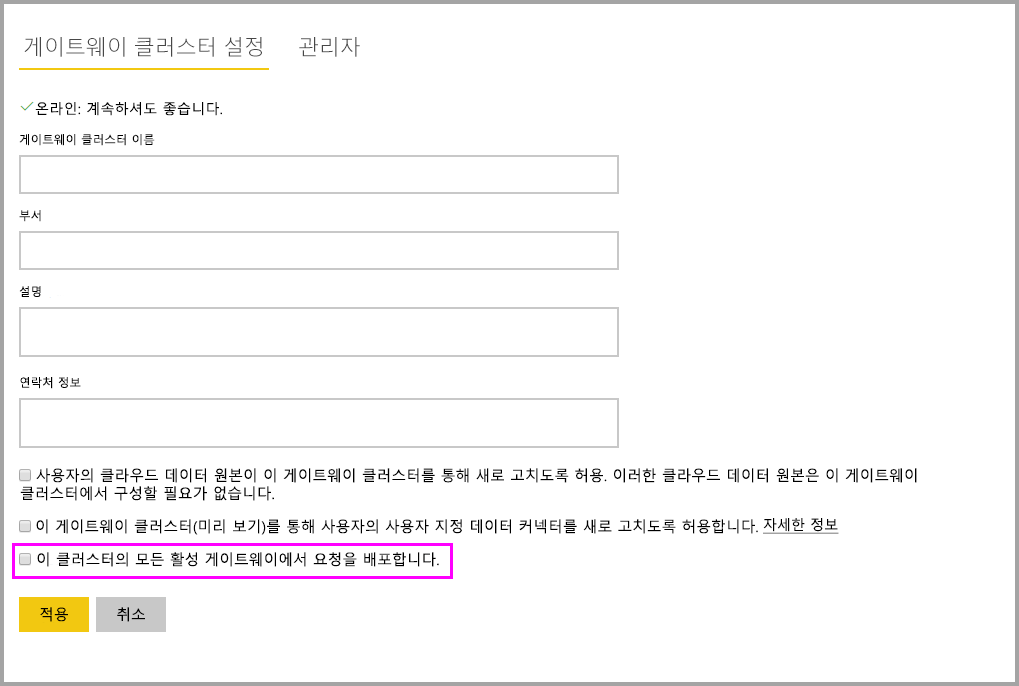 게이트웨이 클러스터 설정 관리자
온라인: 계속하셔도 좋습니다.
게이트웨이 클러스터 이름
부서
설명
연락처 정보
사용자의 클라우드 데이터 원본이 이 게이트웨이 클러스터를 통해 새로 고치도록 허용. 이러한 클라우드 데이터 원본은 이 게이트웨이
클러스터에서 구성할 필요가 없습니다.
이 게이트웨이 클러스터(미리 보기)를 통해 사용자의 사용자 지정 데이터 커넥터를 새로 고치도록 허용합니다. 자세한 정보
이 클러스터의 모든 활성 게이트웨이에서 요청을 배포합니다.
적용 취소